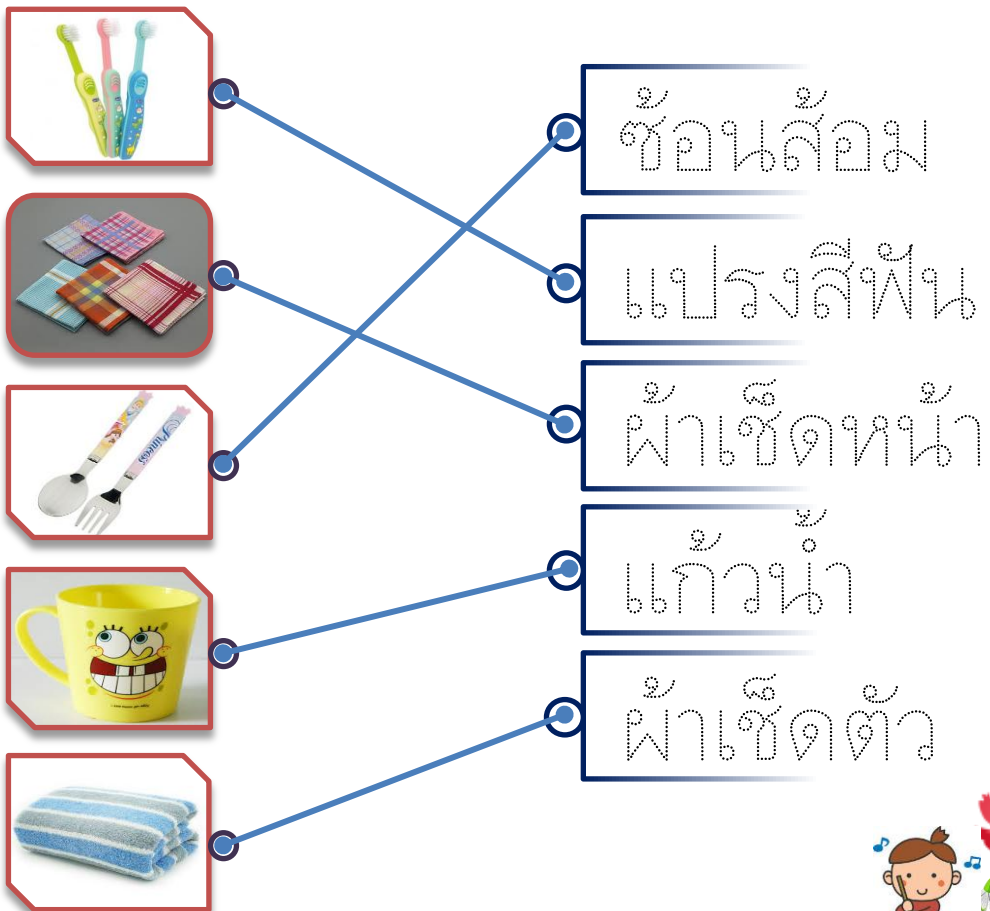 ช้อนส้อม
แปรงสีฟัน
ผ้าเช็ดหน้า
Princess
แก้วน้ำ
ผ้าเช็ดตัว